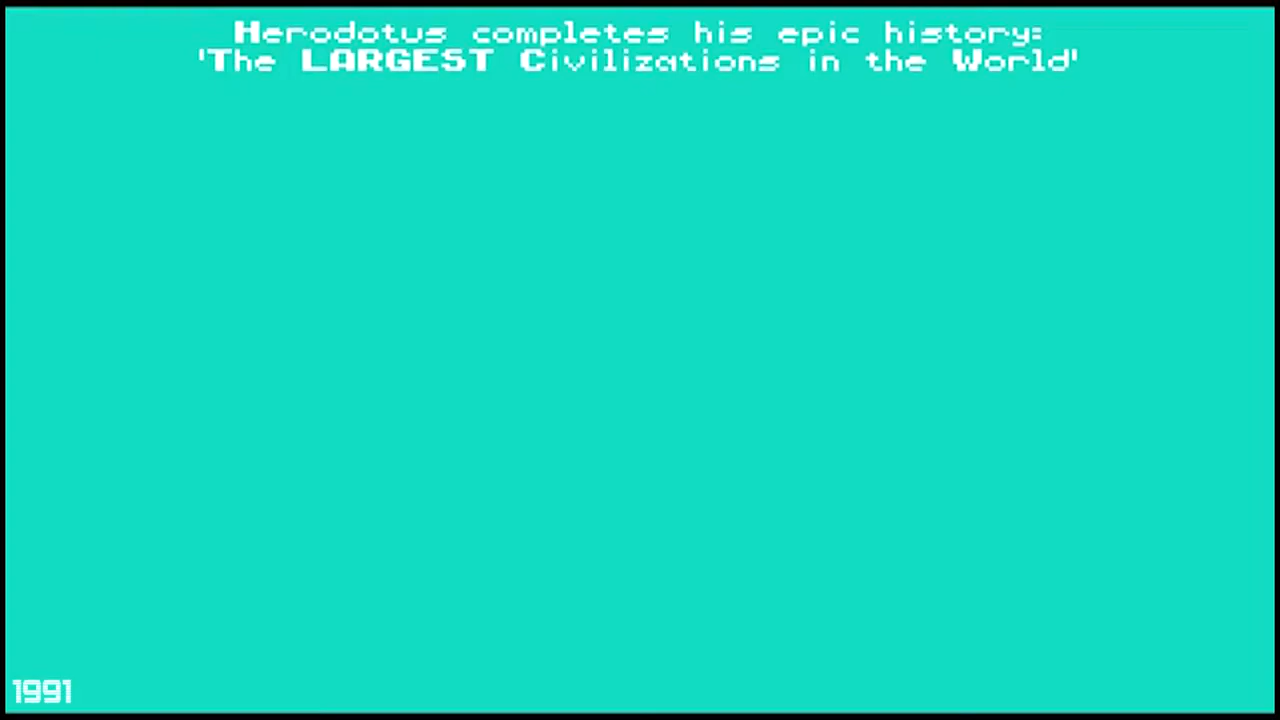 Herodotus completes his epic history:
'The LARGEST Civilizations in the World'
1991